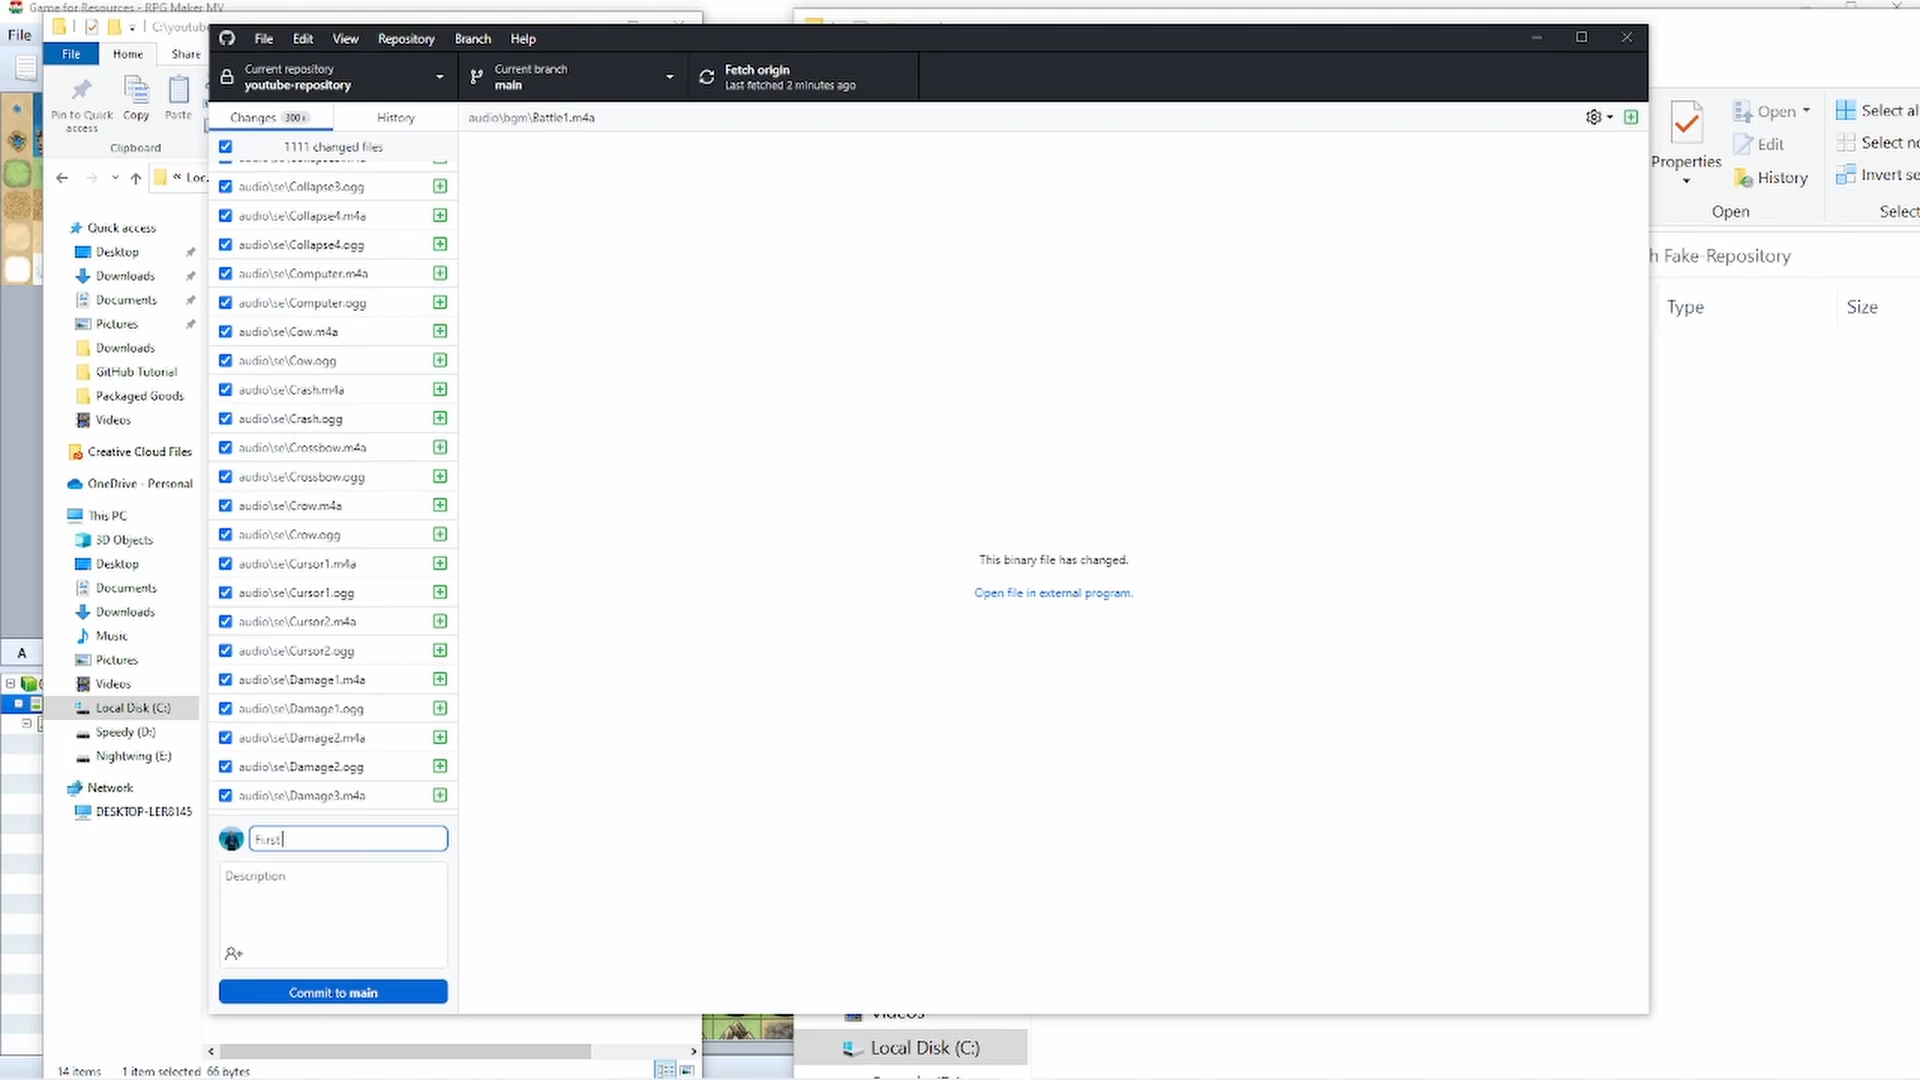 Game for Resources - RPG Maker MV
File
C:\youtube
File
Home
Share
Pin to Quick access
Copy
Paste
Clipboard
« Loc
Quick access
Desktop
Downloads
Documents
Pictures
Downloads
GitHub Tutorial
Packaged Goods
Videos
Creative Cloud Files
OneDrive - Personal
This PC
3D Objects
Desktop
Documents
Downloads
Music
Pictures
Videos
Local Disk (C:)
Speedy (D:)
Nightwing (E:)
Network
DESKTOP-LER8145
A
14 items
1 item selected 66 bytes
File
Edit
View
Repository
Branch
Help
Current repository
youtube-repository
Current branch
main
Fetch origin
Last fetched 2 minutes ago
Changes 300+
History
audio\bgm\Battle1.m4a
1111 changed files
audio\se\Collapse3.ogg
audio\se\Collapse4.m4a
audio\se\Collapse4.ogg
audio\se\Computer.m4a
audio\se\Computer.ogg
audio\se\Cow.m4a
audio\se\Cow.ogg
audio\se\Crash.m4a
audio\se\Crash.ogg
audio\se\Crossbow.m4a
audio\se\Crossbow.ogg
audio\se\Crow.m4a
audio\se\Crow.ogg
audio\se\Cursor1.m4a
audio\se\Cursor1.ogg
audio\se\Cursor2.m4a
audio\se\Cursor2.ogg
audio\se\Damage1.m4a
audio\se\Damage1.ogg
audio\se\Damage2.m4a
audio\se\Damage2.ogg
audio\se\Damage3.m4a
First
Description
Commit to main
This binary file has changed.
Open file in external program.
Properties
Open
Edit
History
Open
Select al
Select no
Invert se
Select
h Fake-Repository
Type
Size
Videos
Local Disk (C:)